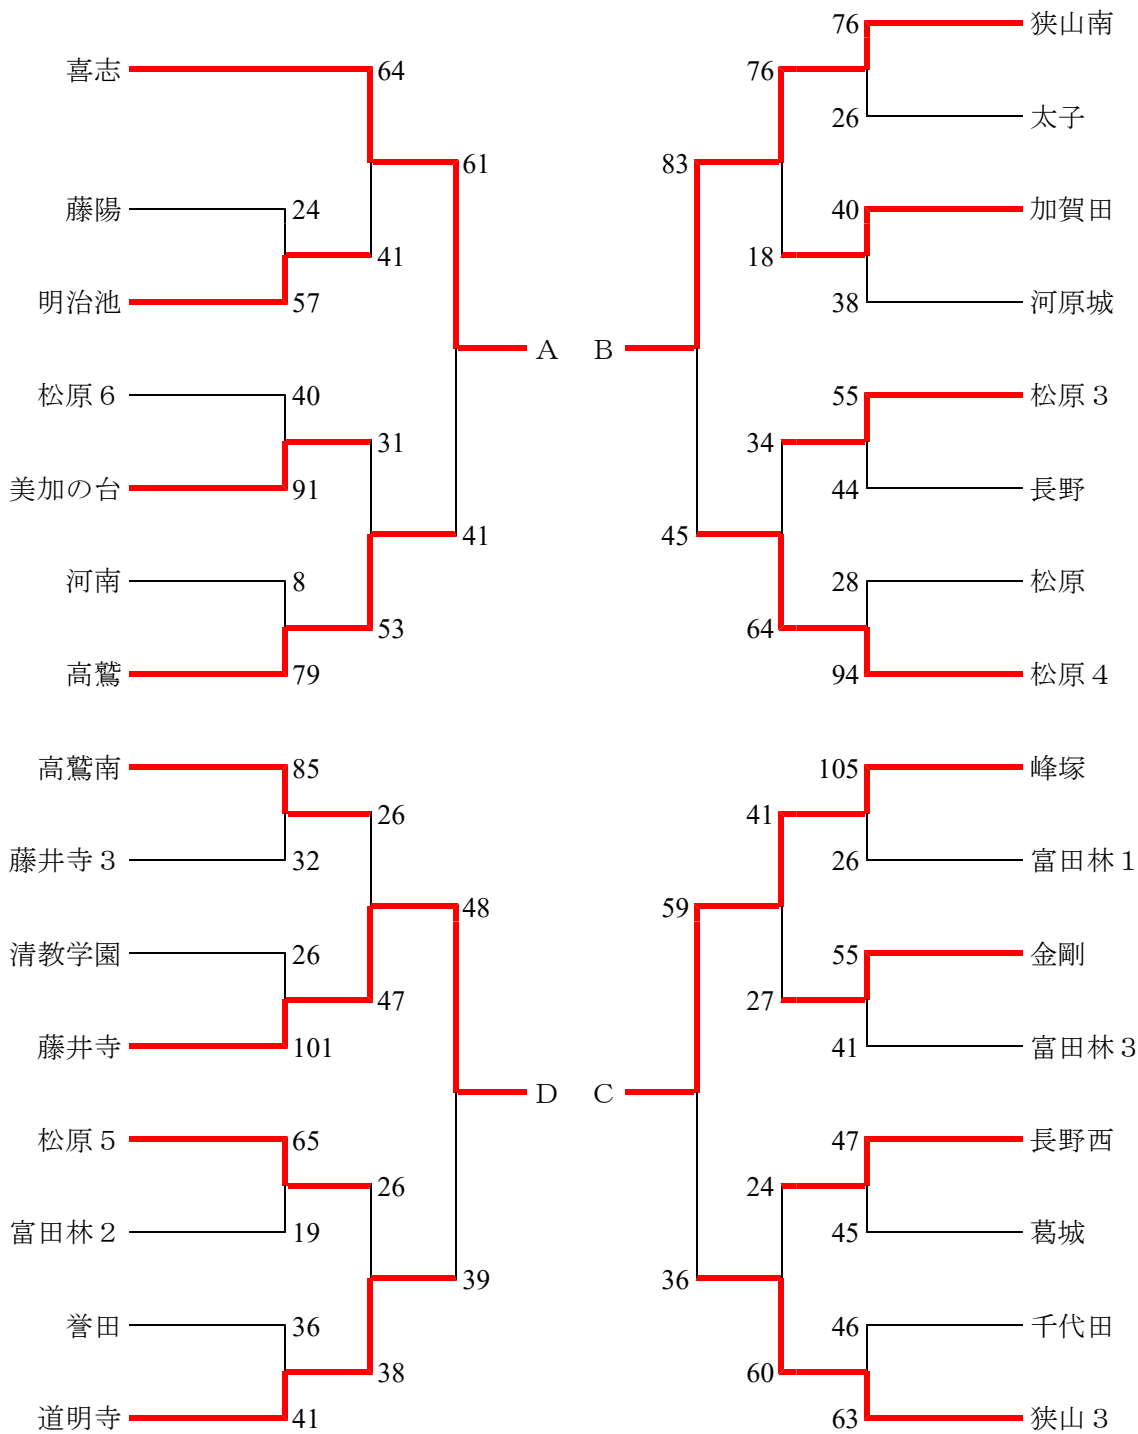 76 狭山南
喜志 64 76
26 太子
61 83
藤陽 24 40 加賀田
41 18
明治池 57 38 河原城
A B
松原６ 40 55 松原３
31 34
美加の台 91 44 長野
41 45
河南 8 28 松原
53 64
高鷲 79 94 松原４
高鷲南 85 105 峰塚
26 41
藤井寺３ 32 26 富田林１
48 59
清教学園 26 55 金剛
47 27
藤井寺 101 41 富田林３
D C
松原５ 65 47 長野西
26 24
富田林２ 19 45 葛城
39 36
誉田 36 46 千代田
38 60
道明寺 41 63 狭山３